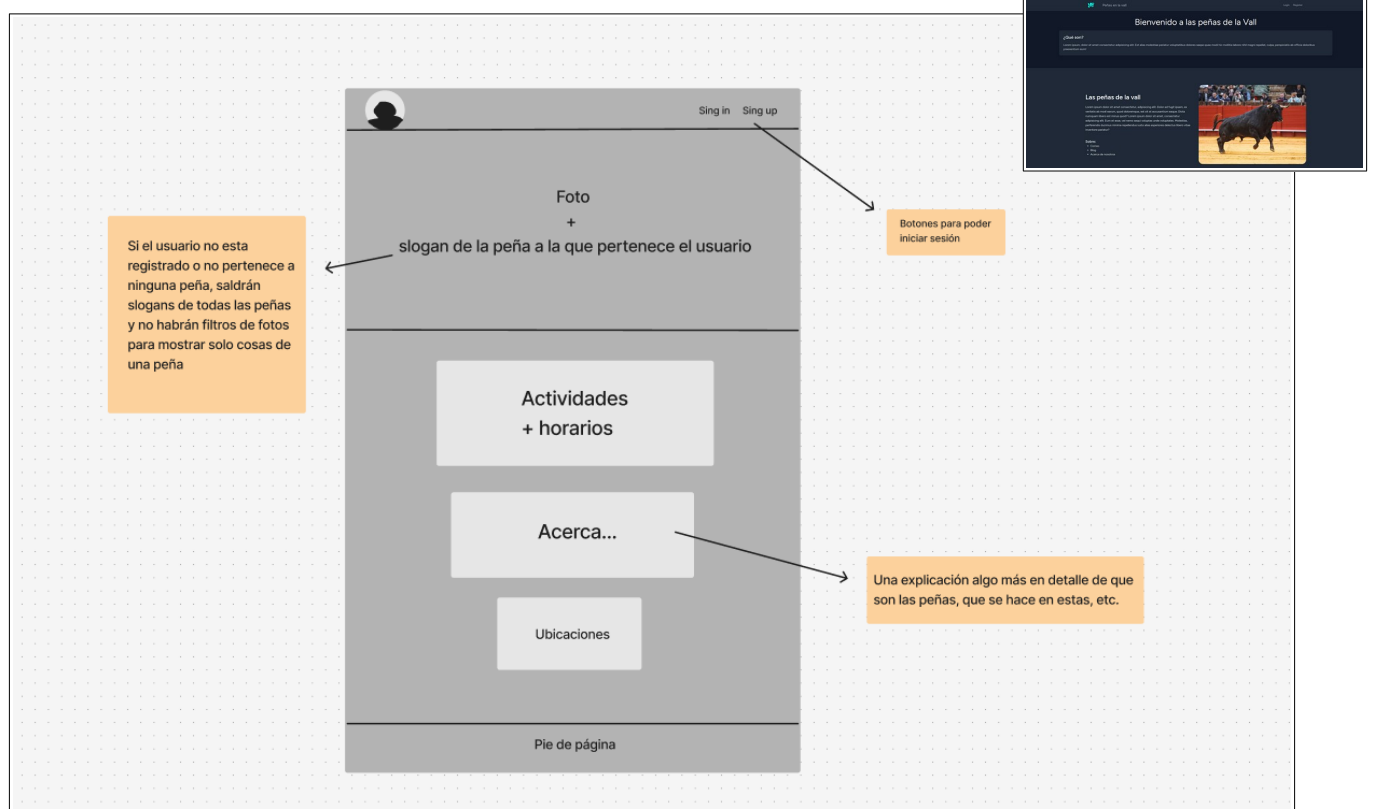 Sing in Sing up
Foto
+
slogan de la peña a la que pertenece el usuario
Si el usuario no esta
registrado o no pertenece a
ninguna peña, saldrán
slogans de todas las peñas
y no habrán filtros de fotos
para mostrar solo cosas de
una peña
Botones para poder
iniciar sesión
Actividades
+ horarios
Acerca...
Una explicación algo más en detalle de que
son las peñas, que se hace en estas, etc.
Ubicaciones
Pie de página
Bienvenido a las peñas de la Vall
¿Qué son?
Las peñas de la vall